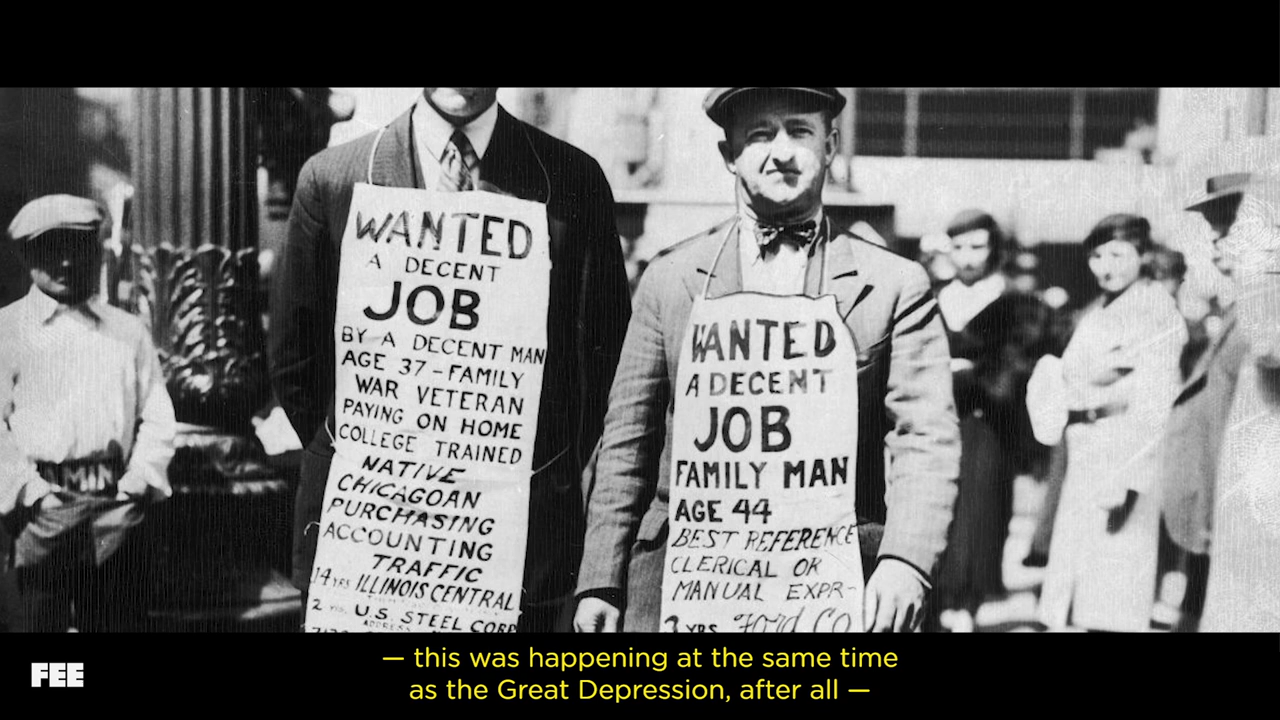 WANTED
A DECENT
JOB
BY A DECENT MAN
AGE 37-FAMILY
WAR VETERAN
PAYING ON HOME
COLLEGE TRAINED
NATIVE
CHICAGOAN
PURCHASING
ACCOUNTING
TRAFFIC
14 YRS ILLINOIS CENTRAL
2 YRS. U.S. STEEL CORP
ADDRESS
WANTED
A DECENT
JOB
FAMILY MAN
AGE 44
BEST REFERENCE
CLERICAL OR
MANUAL EXPR-
3 YRS Ford Co
FEE
— this was happening at the same time
as the Great Depression, after all —